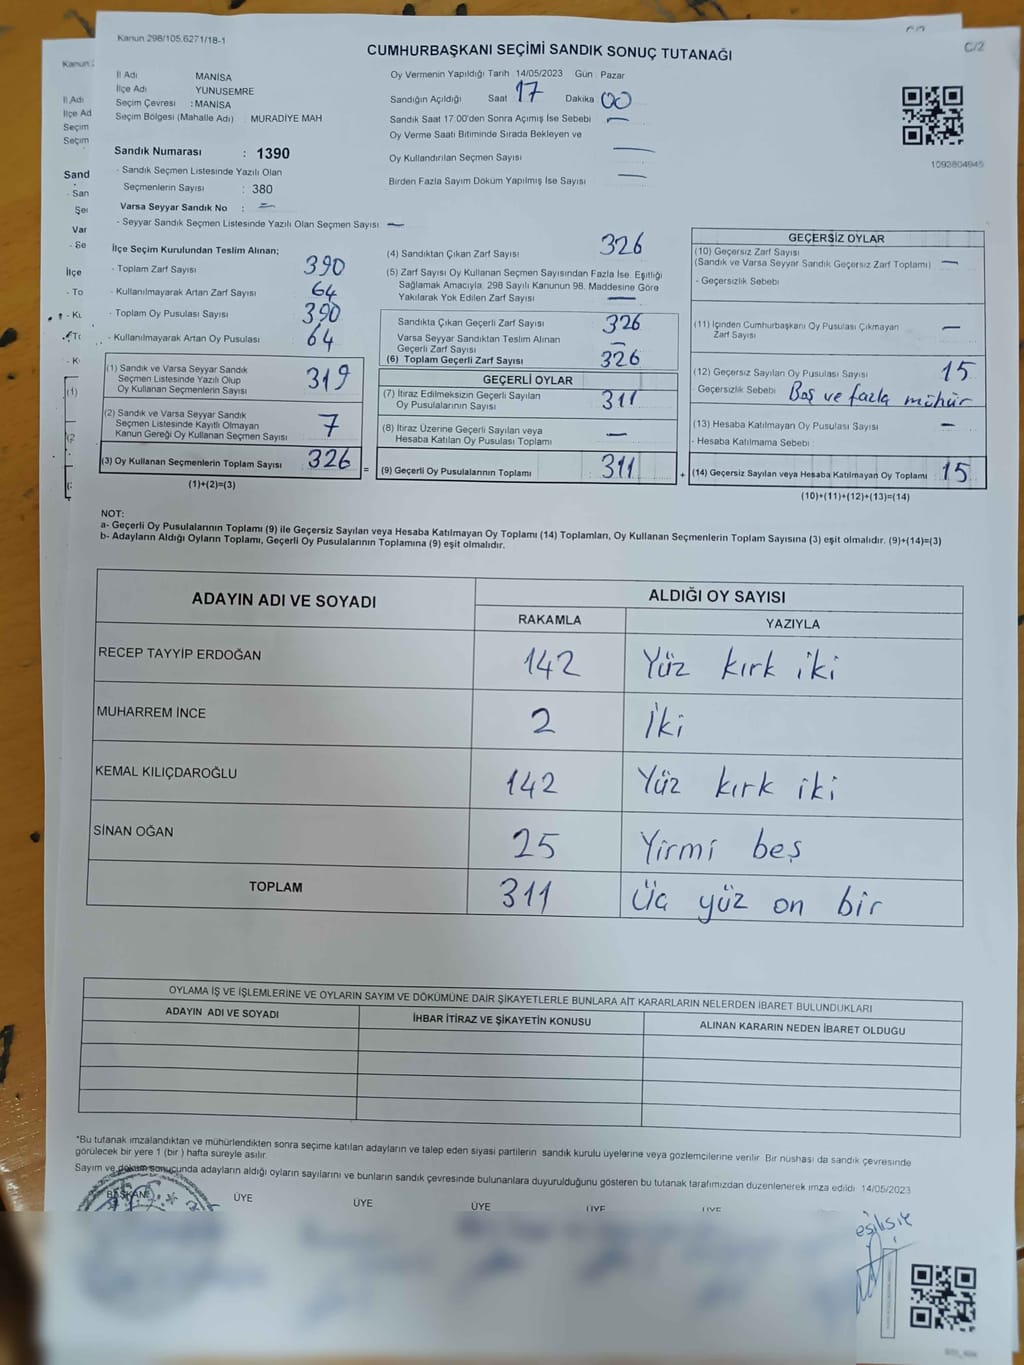 Kanun 298/105.6271/18-1
C/2
CUMHURBAŞKANI SEÇİMİ SANDIK SONUÇ TUTANAĞI
İl Adı MANİSA
İlçe Adı YUNUSEMRE
Seçim Çevresi : MANİSA
Seçim Bölgesi (Mahalle Adı) MURADİYE MAH
Sandık Numarası : 1390
- Sandık Seçmen Listesinde Yazılı Olan
Seçmenlerin Sayısı : 380
Varsa Seyyar Sandık No : —
- Seyyar Sandık Seçmen Listesinde Yazılı Olan Seçmen Sayısı —
Oy Vermenin Yapıldığı Tarih 14/05/2023 Gün Pazar
Sandığın Açıldığı Saat 17 Dakika 00
Sandık Saat 17.00'den Sonra Açımış İse Sebebi —
Oy Verme Saati Bitiminde Sırada Bekleyen ve
Oy Kullandırılan Seçmen Sayısı —
Birden Fazla Sayım Döküm Yapılmış İse Sayısı —
1093804945
İlçe Seçim Kurulundan Teslim Alınan;
- Toplam Zarf Sayısı 390
- Kullanılmayarak Artan Zarf Sayısı 64
- Toplam Oy Pusulası Sayısı 390
- Kullanılmayarak Artan Oy Pusulası 64
(1) Sandık ve Varsa Seyyar Sandık
Seçmen Listesinde Yazılı Olup
Oy Kullanan Seçmenlerin Sayısı 319
(2) Sandık ve Varsa Seyyar Sandık
Seçmen Listesinde Kayıtlı Olmayan
Kanun Gereği Oy Kullanan Seçmen Sayısı 7
(3) Oy Kullanan Seçmenlerin Toplam Sayısı 326 =
(1)+(2)=(3)
(4) Sandıktan Çıkan Zarf Sayısı 326
(5) Zarf Sayısı Oy Kullanan Seçmen Sayısından Fazla İse. Eşitliği
Sağlamak Amacıyla, 298 Sayılı Kanunun 98. Maddesine Göre
Yakılarak Yok Edilen Zarf Sayısı —
Sandıkta Çıkan Geçerli Zarf Sayısı 326
Varsa Seyyar Sandıktan Teslim Alınan
Geçerli Zarf Sayısı —
(6) Toplam Geçerli Zarf Sayısı 326
GEÇERLİ OYLAR
(7) İtiraz Edilmeksizin Geçerli Sayılan
Oy Pusulalarının Sayısı 311
(8) İtiraz Üzerine Geçerli Sayılan veya
Hesaba Katılan Oy Pusulası Toplamı —
(9) Geçerli Oy Pusulalarının Toplamı 311 +
GEÇERSİZ OYLAR
(10) Geçersiz Zarf Sayısı
(Sandık ve Varsa Seyyar Sandık Geçersiz Zarf Toplamı) —
- Geçersizlik Sebebi
(11) İçinden Cumhurbaşkanı Oy Pusulası Çıkmayan
Zarf Sayısı —
(12) Geçersiz Sayılan Oy Pusulası Sayısı 15
Geçersizlik Sebebi Boş ve fazla mühür
(13) Hesaba Katılmayan Oy Pusulası Sayısı —
- Hesaba Katılmama Sebebi :
(14) Geçersiz Sayılan veya Hesaba Katılmayan Oy Toplamı 15
(10)+(11)+(12)+(13)=(14)
NOT:
a- Geçerli Oy Pusulalarının Toplamı (9) ile Geçersiz Sayılan veya Hesaba Katılmayan Oy Toplamı (14) Toplamları, Oy Kullanan Seçmenlerin Toplam Sayısına (3) eşit olmalıdır. (9)+(14)=(3)
b- Adayların Aldığı Oyların Toplamı, Geçerli Oy Pusulalarının Toplamına (9) eşit olmalıdır.
ADAYIN ADI VE SOYADI ALDIĞI OY SAYISI
RAKAMLA YAZIYLA
RECEP TAYYİP ERDOĞAN 142 Yüz kırk iki
MUHARREM İNCE 2 İki
KEMAL KILIÇDAROĞLU 142 Yüz kırk iki
SİNAN OĞAN 25 Yirmi beş
TOPLAM 311 Üç yüz on bir
OYLAMA İŞ VE İŞLEMLERİNE VE OYLARIN SAYIM VE DÖKÜMÜNE DAİR ŞİKAYETLERLE BUNLARA AİT KARARLARIN NELERDEN İBARET BULUNDUKLARI
ADAYIN ADI VE SOYADI İHBAR İTİRAZ VE ŞİKAYETİN KONUSU ALINAN KARARIN NEDEN İBARET OLDUĞU
*Bu tutanak imzalandıktan ve mühürlendikten sonra seçime katılan adayların ve talep eden siyasi partilerin sandık kurulu üyelerine veya gözlemcilerine verilir. Bir nüshası da sandık çevresinde
görülecek bir yere 1 (bir ) hafta süreyle asılır.
Sayım ve döküm sonucunda adayların aldığı oyların sayılarını ve bunların sandık çevresinde bulunanlara duyurulduğunu gösteren bu tutanak tarafımızdan düzenlenerek imza edildi 14/05/2023
BAŞKAN ÜYE ÜYE ÜYE ÜYE ÜYE